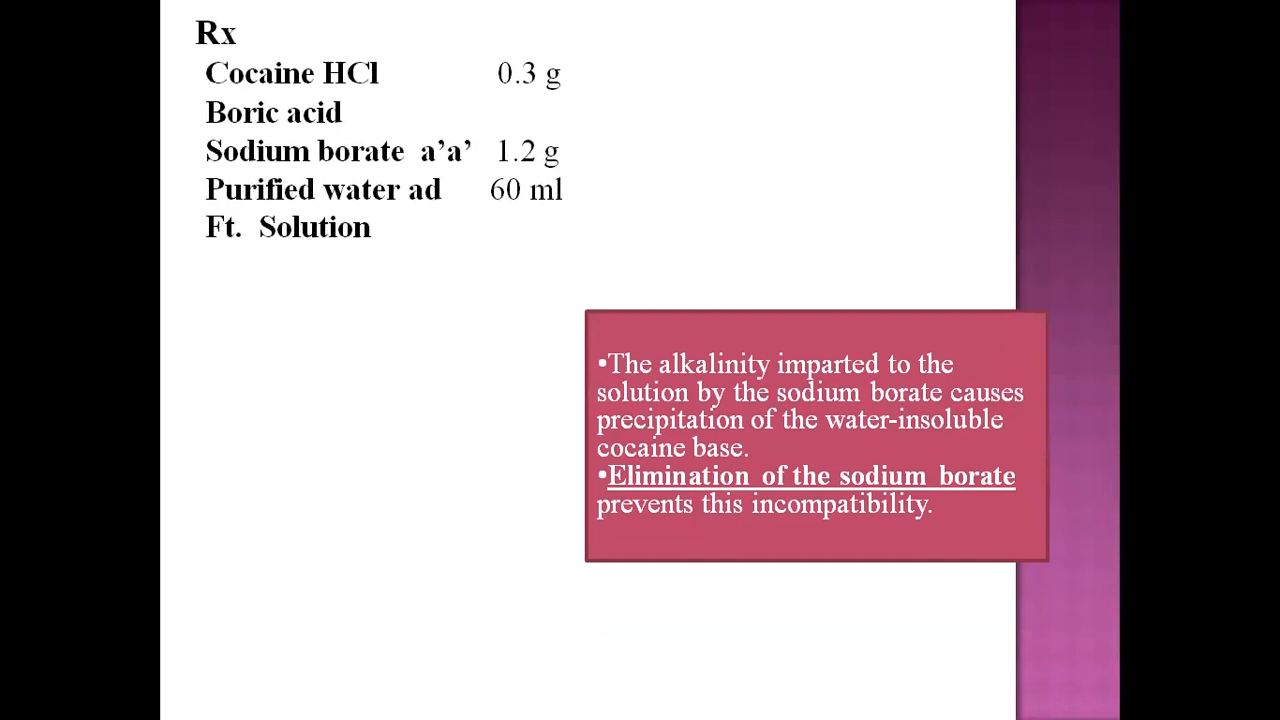 Rx
Cocaine HCl 0.3 g
Boric acid
Sodium borate a’a’ 1.2 g
Purified water ad 60 ml
Ft. Solution
•The alkalinity imparted to the
solution by the sodium borate causes
precipitation of the water-insoluble
cocaine base.
•Elimination of the sodium borate
prevents this incompatibility.